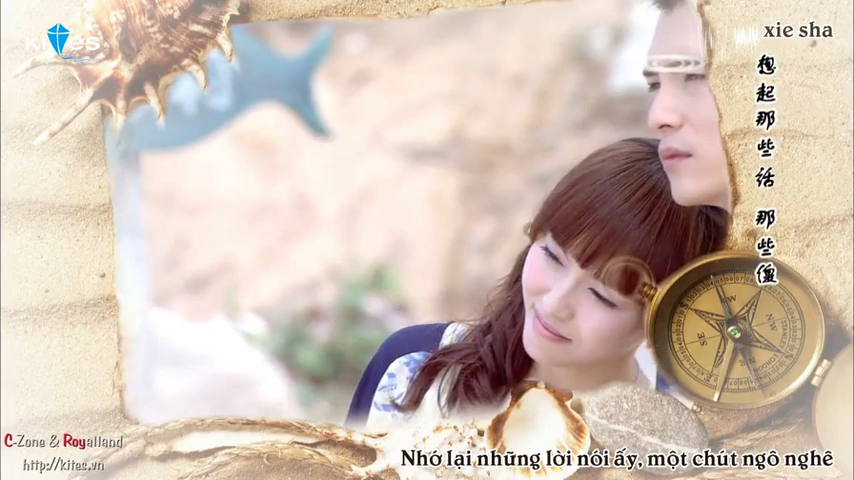 KITES
xie sha
想起那些话 那些傻
C-Zone & Royalland
http://kites.vn
Nhớ lại những lời nói ấy, một chút ngô nghê